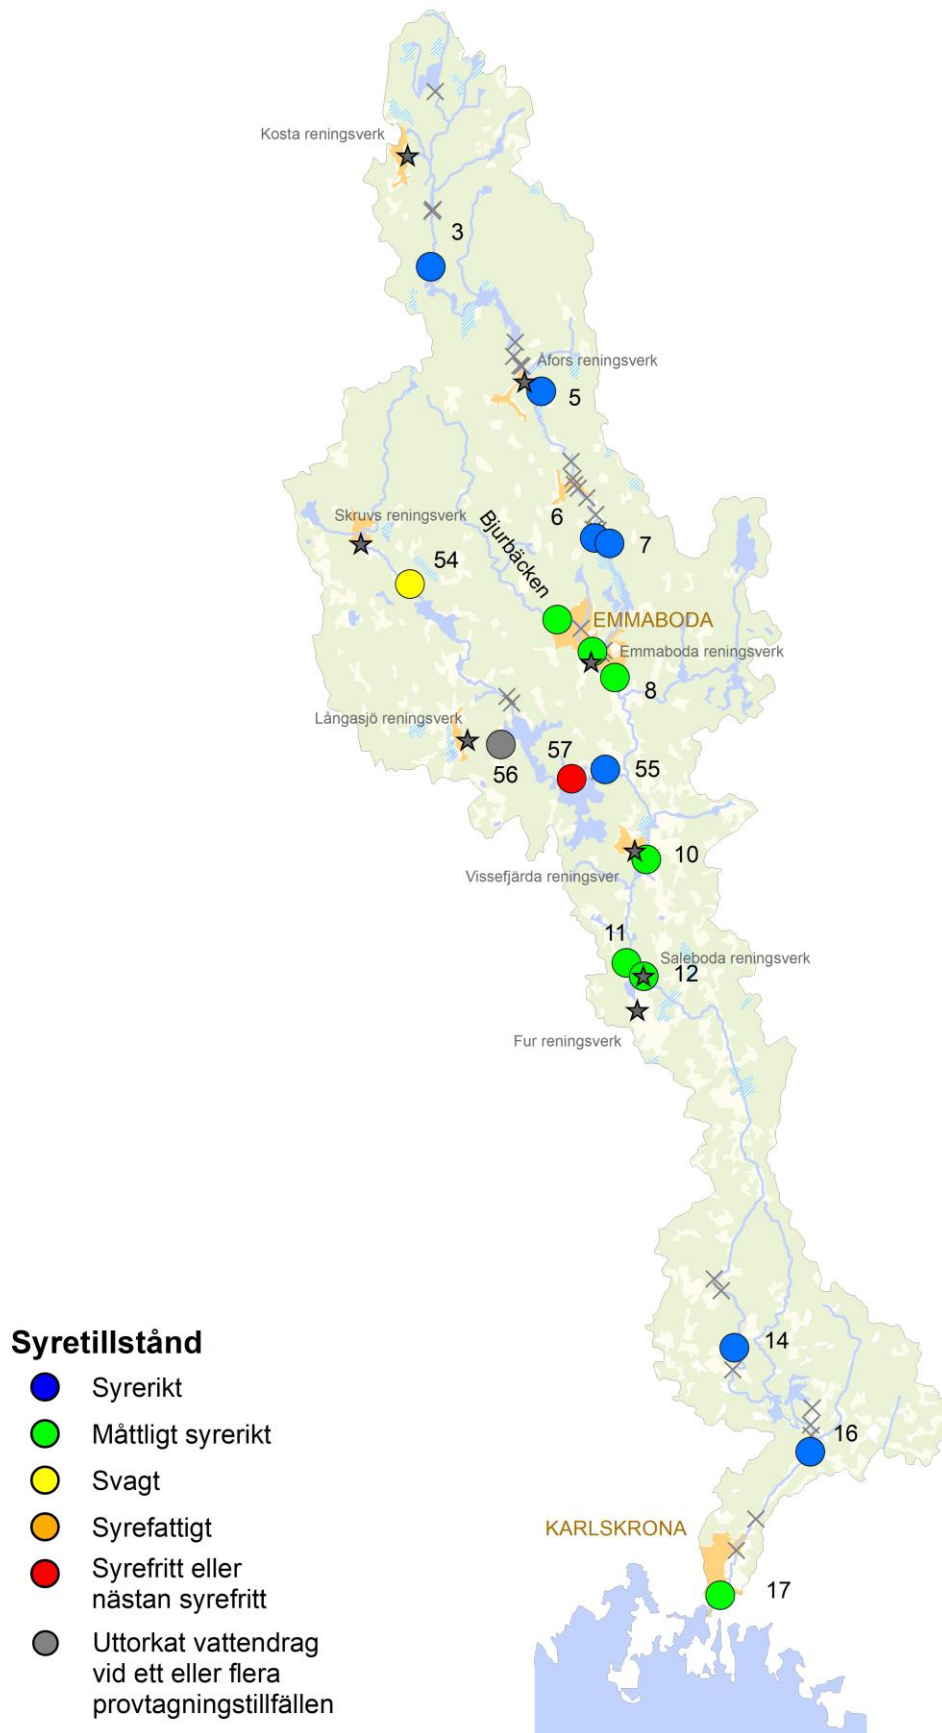 Kosta reningsverk
3
Åfors reningsverk
5
6
7
Skruvs reningsverk
54
Bjurbäcken
EMMABODA
Emmaboda reningsverk
8
Långasjö reningsverk
56
57
55
10
Vissefjärda reningsver
11
Saleboda reningsverk
12
Fur reningsverk
14
16
KARLSKRONA
17
Syretillstånd
Syrerikt
Måttligt syrerikt
Svagt
Syrefattigt
Syrefritt eller
nästan syrefritt
Uttorkat vattendrag
vid ett eller flera
provtagningstillfällen